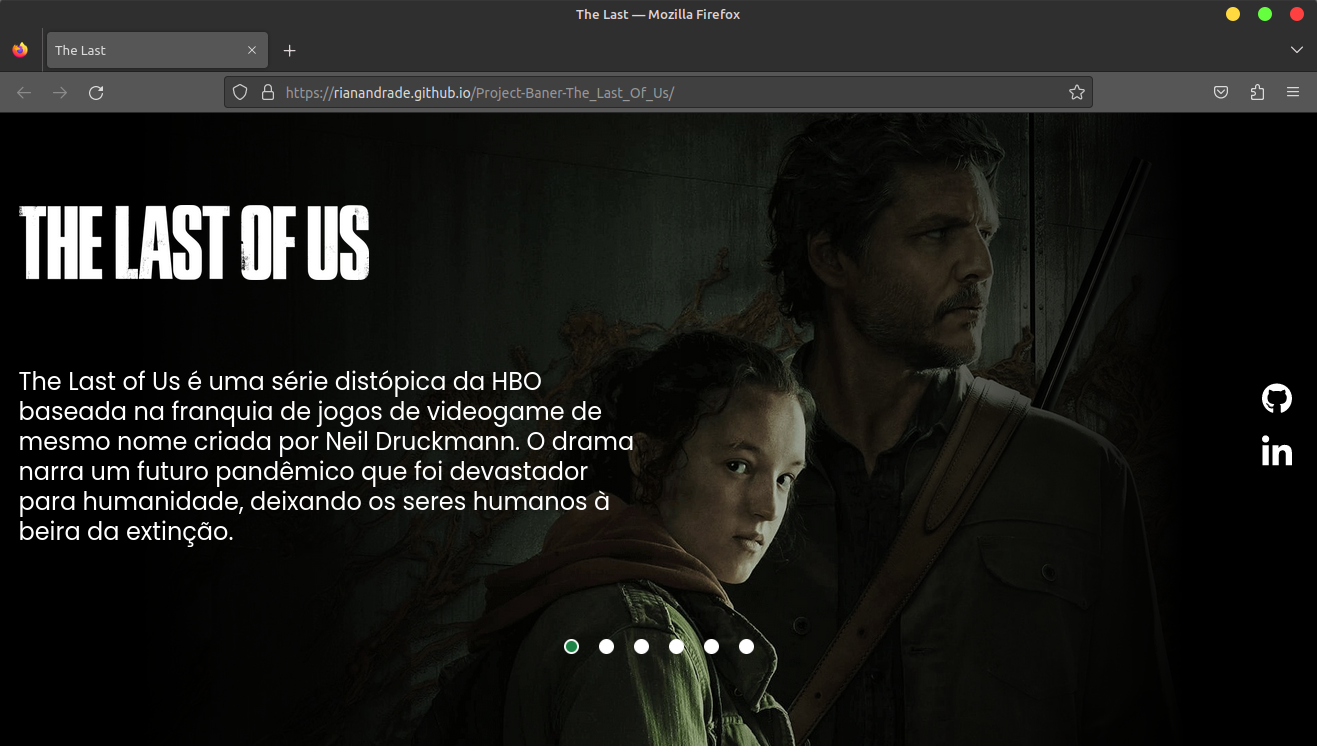 The Last — Mozilla Firefox
The Last
https://rianandrade.github.io/Project-Baner-The_Last_Of_Us/
THE LAST OF US
The Last of Us é uma série distópica da HBO
baseada na franquia de jogos de videogame de
mesmo nome criada por Neil Druckmann. O drama
narra um futuro pandêmico que foi devastador
para humanidade, deixando os seres humanos à
beira da extinção.
in